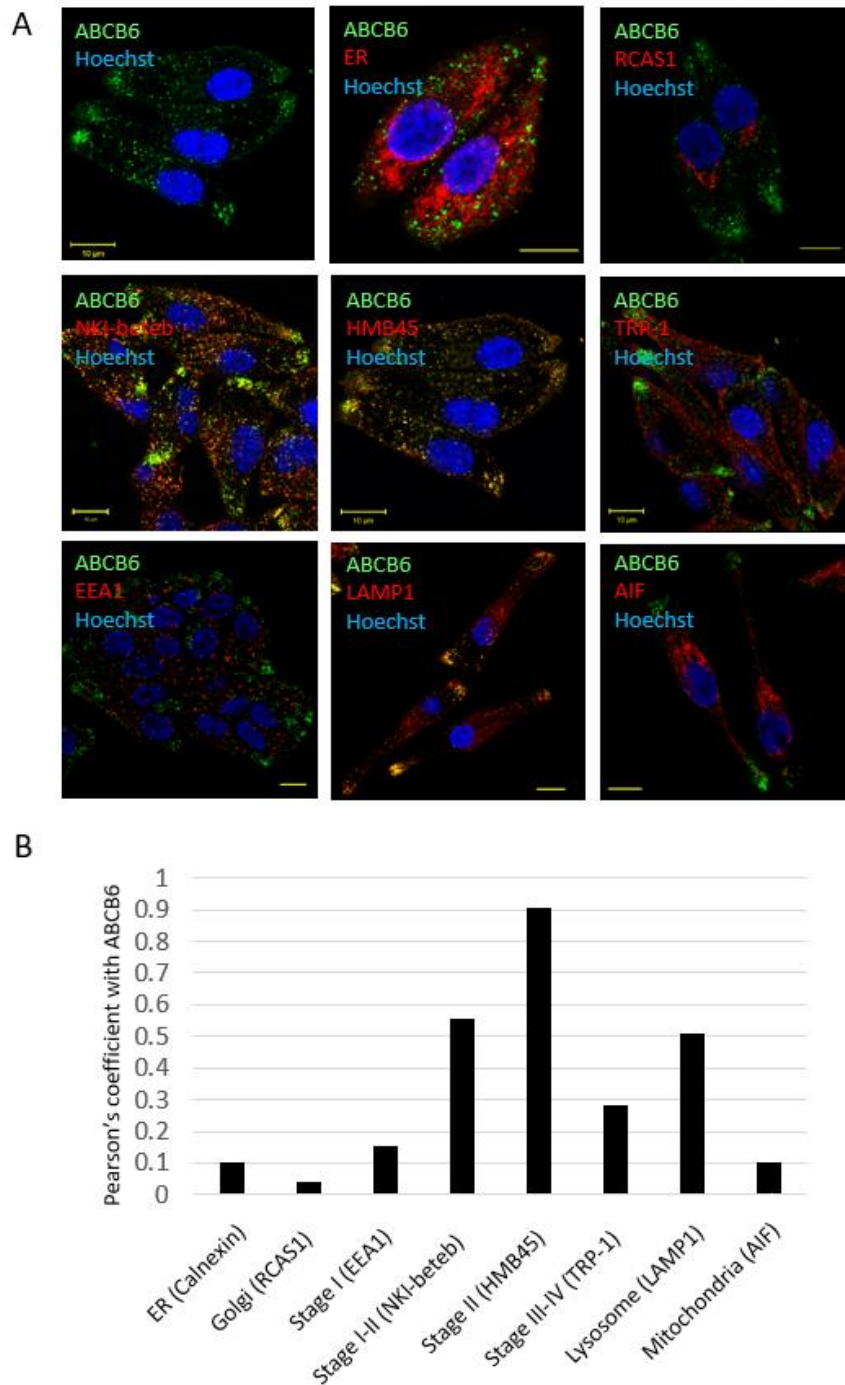 A
ABCB6
Hoechst
10 µm
ABCB6
ER
Hoechst
ABCB6
RCAS1
Hoechst
ABCB6
NKI-beteb
Hoechst
10 µm
ABCB6
HMB45
Hoechst
10 µm
ABCB6
TRP-1
Hoechst
10 µm
ABCB6
EEA1
Hoechst
ABCB6
LAMP1
Hoechst
ABCB6
AIF
Hoechst
B
Pearson's coefficient with ABCB6
1
0.9
0.8
0.7
0.6
0.5
0.4
0.3
0.2
0.1
0
ER (Calnexin)
Golgi (RCAS1)
Stage I (EEA1)
Stage I-II (NKI-beteb)
Stage II (HMB45)
Stage III-IV (TRP-1)
Lysosome (LAMP1)
Mitochondria (AIF)